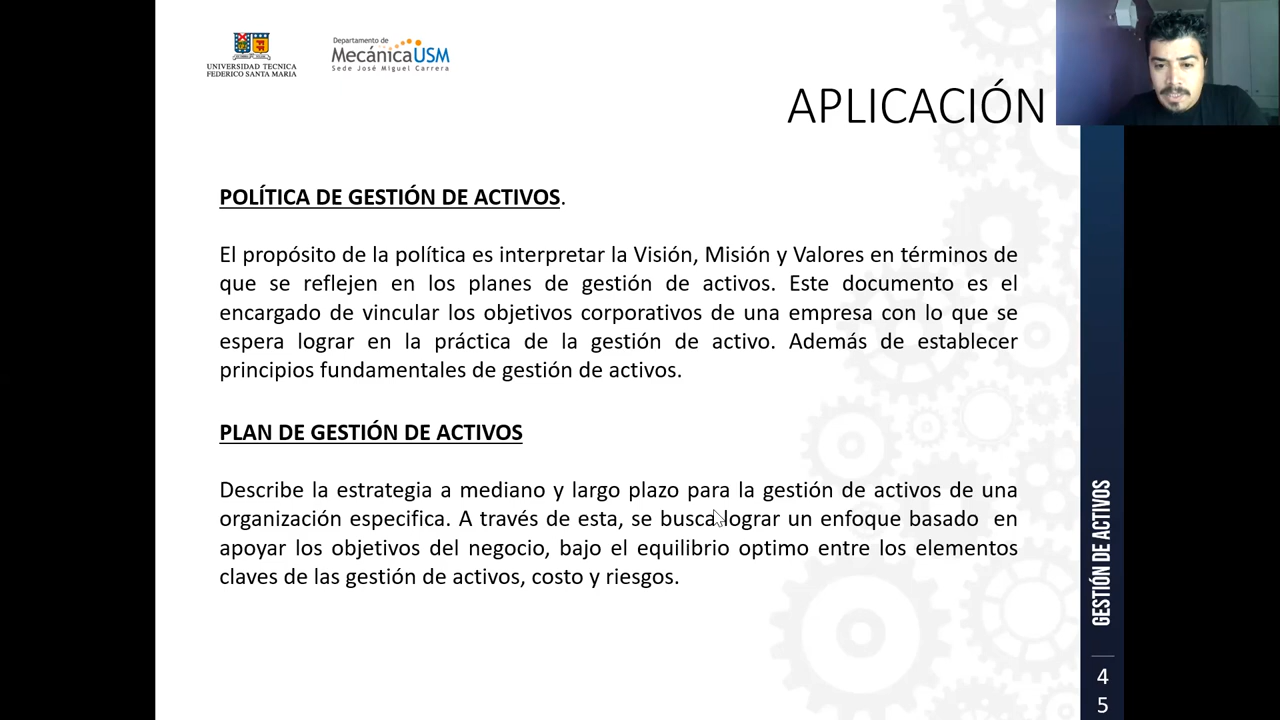 UNIVERSIDAD TECNICA
FEDERICO SANTA MARIA
Departamento de
MecánicaUSM
Sede José Miguel Carrera
APLICACIÓN
POLÍTICA DE GESTIÓN DE ACTIVOS.
El propósito de la política es interpretar la Visión, Misión y Valores en términos de
que se reflejen en los planes de gestión de activos. Este documento es el
encargado de vincular los objetivos corporativos de una empresa con lo que se
espera lograr en la práctica de la gestión de activo. Además de establecer
principios fundamentales de gestión de activos.
PLAN DE GESTIÓN DE ACTIVOS
Describe la estrategia a mediano y largo plazo para la gestión de activos de una
organización especifica. A través de esta, se busca lograr un enfoque basado  en
apoyar los objetivos del negocio, bajo el equilibrio optimo entre los elementos
claves de las gestión de activos, costo y riesgos.
GESTIÓN DE ACTIVOS
4
5